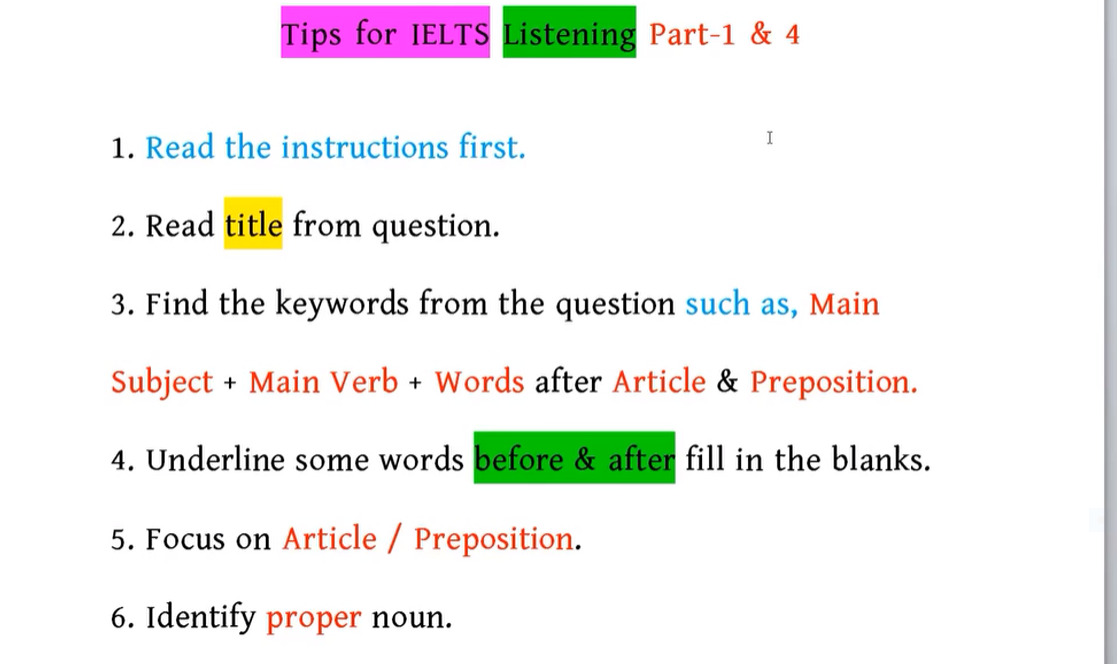 Tips for IELTS Listening Part-1 & 4
1. Read the instructions first.
2. Read title from question.
3. Find the keywords from the question such as, Main
Subject + Main Verb + Words after Article & Preposition.
4. Underline some words before & after fill in the blanks.
5. Focus on Article / Preposition.
6. Identify proper noun.